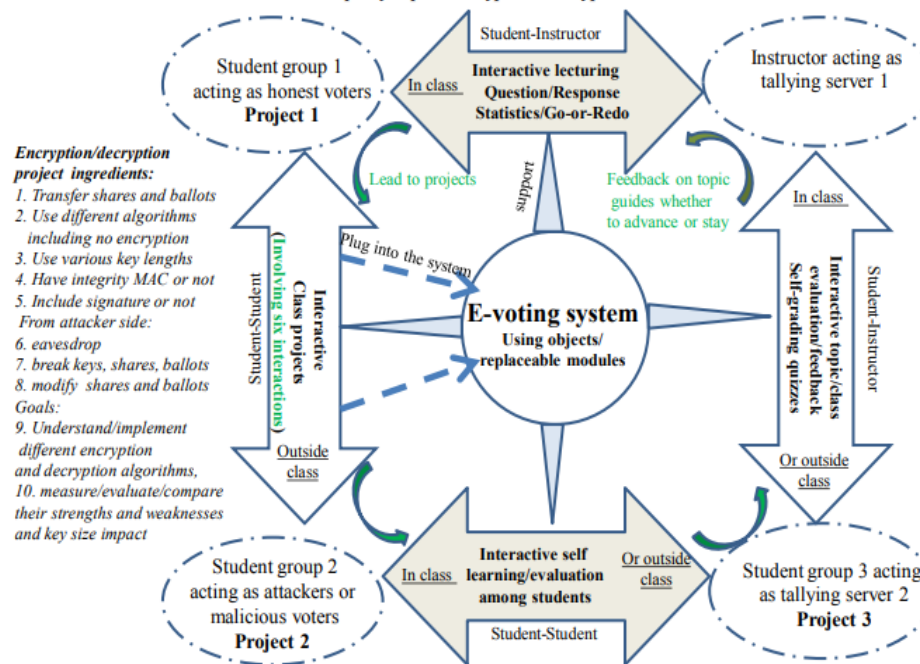 Student-Instructor
Student group 1
acting as honest voters
Project 1
In class
Interactive lecturing
Question/Response
Statistics/Go-or-Redo
Instructor acting as
tallying server 1
Encryption/decryption
project ingredients:
1. Transfer shares and ballots
2. Use different algorithms
including no encryption
3. Use various key lengths
4. Have integrity MAC or not
5. Include signature or not
From attacker side:
6. eavesdrop
7. break keys, shares, ballots
8. modify shares and ballots
Goals:
9. Understand/implement
different encryption
and decryption algorithms,
10. measure/evaluate/compare
their strengths and weaknesses
and key size impact
Lead to projects
support
Feedback on topic
guides whether
to advance or stay
Student-Student
(Involving six interactions)
Class projects
Interactive
Outside
class
Plug into the system
E-voting system
Using objects/
replaceable modules
In class
Interactive topic/class
evaluation/feedback
Self-grading quizzes
Student-Instructor
Or outside
class
Student group 2
acting as attackers or
malicious voters
Project 2
In class
Interactive self
learning/evaluation
among students
Or outside
class
Student-Student
Student group 3 acting
as tallying server 2
Project 3